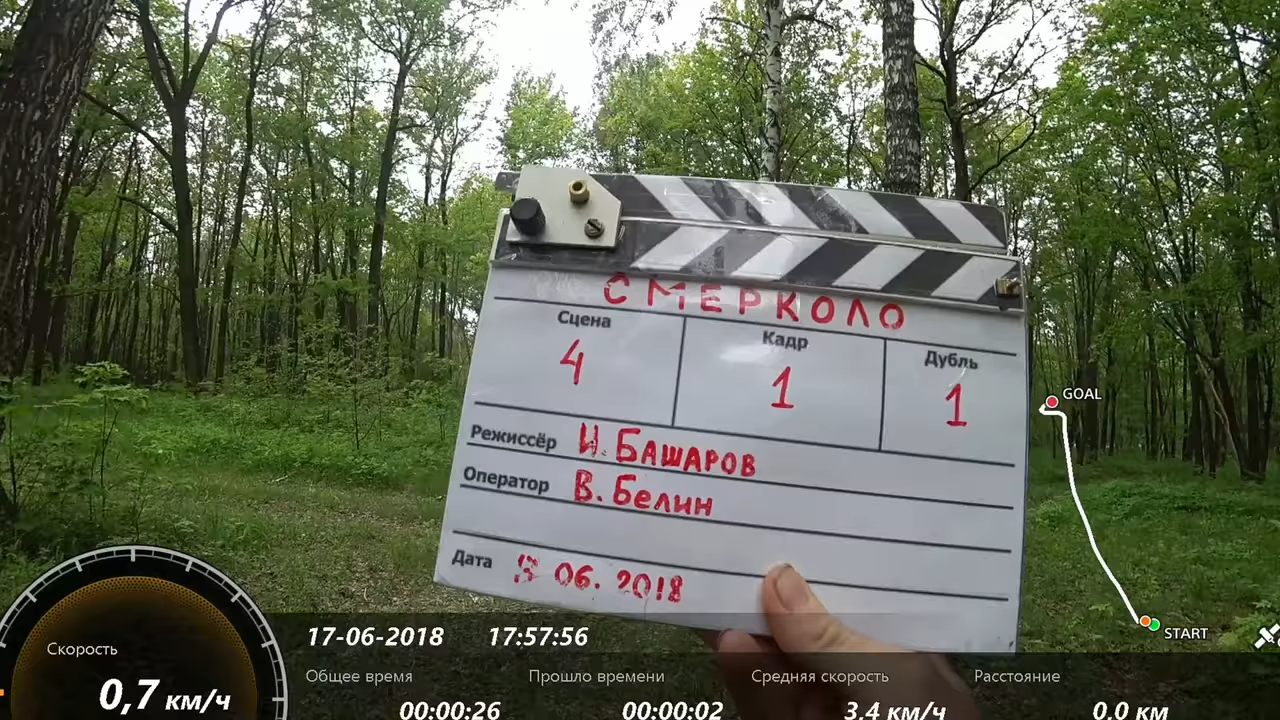 СМЕРКОЛО
Сцена Кадр Дубль
4 1 1
Режиссёр И. БАШАРОВ
Оператор В. Белин
Дата 06. 2018
GOAL
START
17-06-2018 17:57:56
Скорость
0,7 км/ч
Общее время Прошло времени Средняя скорость Расстояние
00:00:26 00:00:02 3,4 км/ч 0,0 км